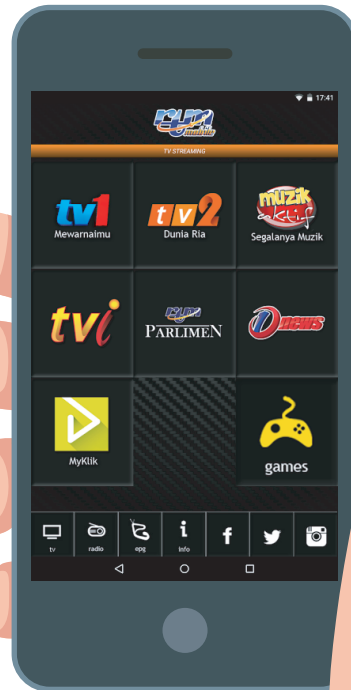 17:41
rtm
mobile
TV STREAMING
tv1
Mewarnaimu
tv2
Dunia Ria
muzik
aktif
Segalanya Muzik
tvi
rtm
PARLIMEN
news
MyKlik
games
tv
radio
epg
i
info
f